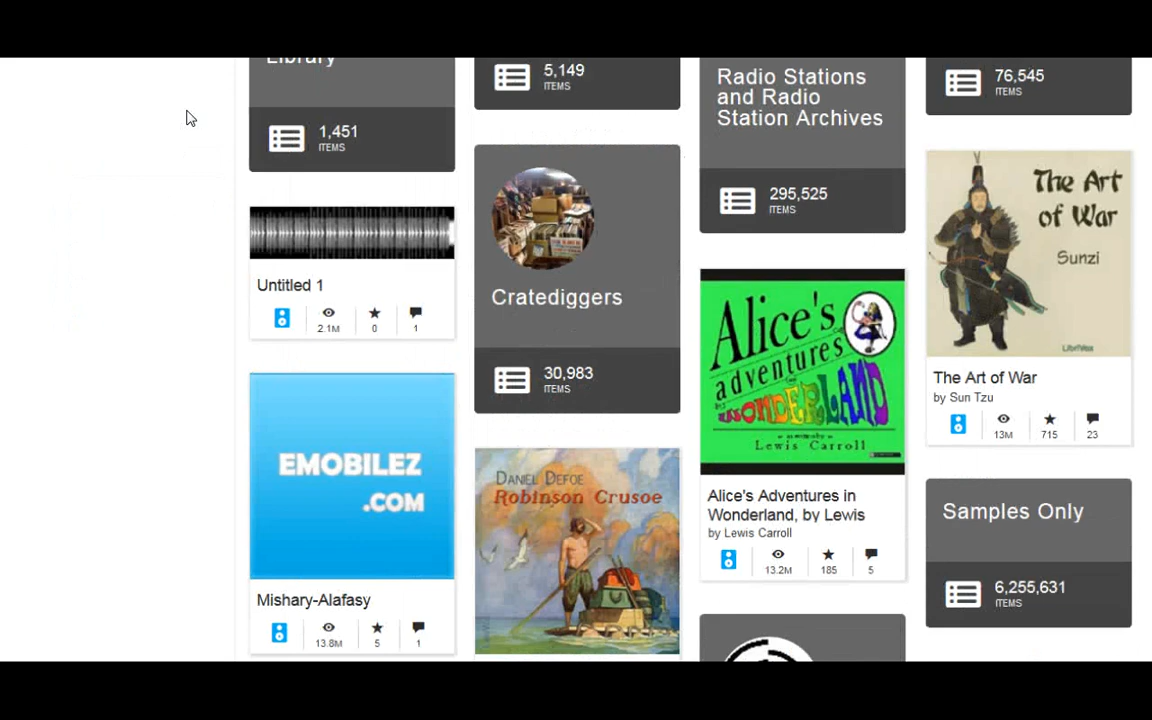 Library
1,451
ITEMS
Untitled 1
2.1M
0
1
EMOBILEZ
.COM
Mishary-Alafasy
13.8M
5
1
5,149
ITEMS
Cratediggers
30,983
ITEMS
DANIEL DEFOE
Robinson Crusoe
Radio Stations
and Radio
Station Archives
295,525
ITEMS
Alice's
adventures
in
WONDERLAND
Lewis Carroll
Alice's Adventures in
Wonderland, by Lewis
by Lewis Carroll
13.2M
185
5
76,545
ITEMS
The Art
of War
Sunzi
LibriVox
The Art of War
by Sun Tzu
13M
715
23
Samples Only
6,255,631
ITEMS